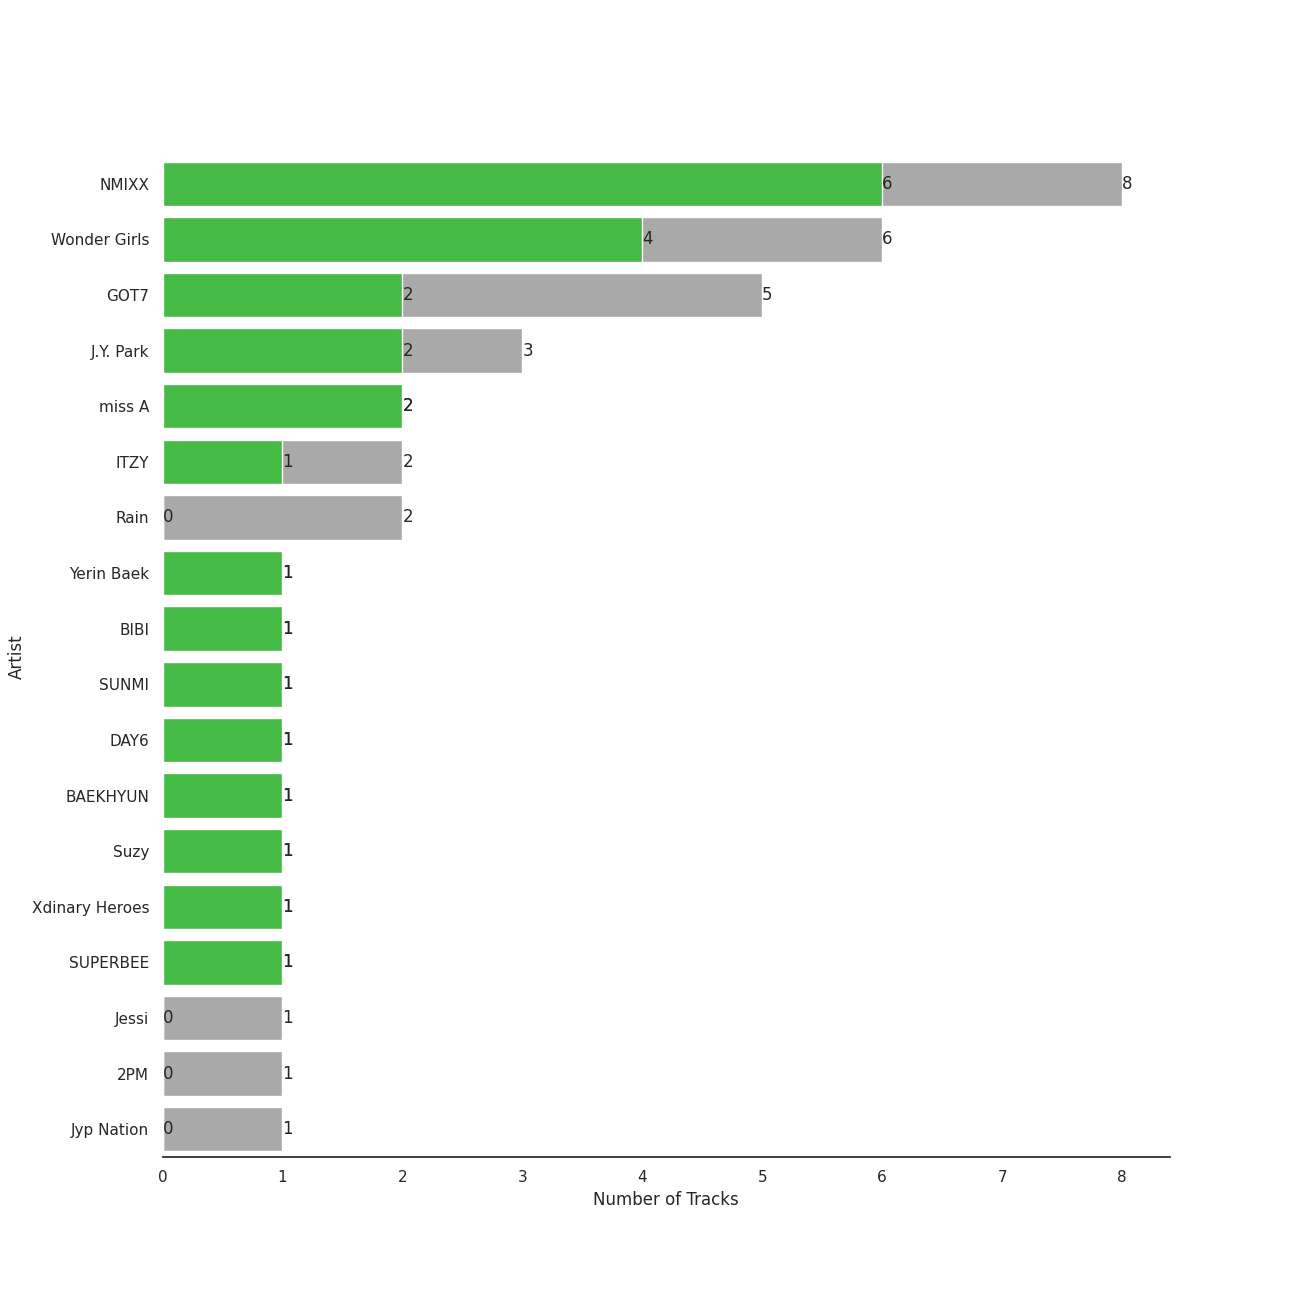 NMIXX 6 8
Wonder Girls 4 6
GOT7 2 5
J.Y. Park 2 3
miss A 2
ITZY 1 2
Rain 0 2
Yerin Baek 1
BIBI 1
SUNMI 1
DAY6 1
BAEKHYUN 1
Suzy 1
Xdinary Heroes 1
SUPERBEE 1
Jessi 0 1
2PM 0 1
Jyp Nation 0 1
0 1 2 3 4 5 6 7 8
Number of Tracks
Artist